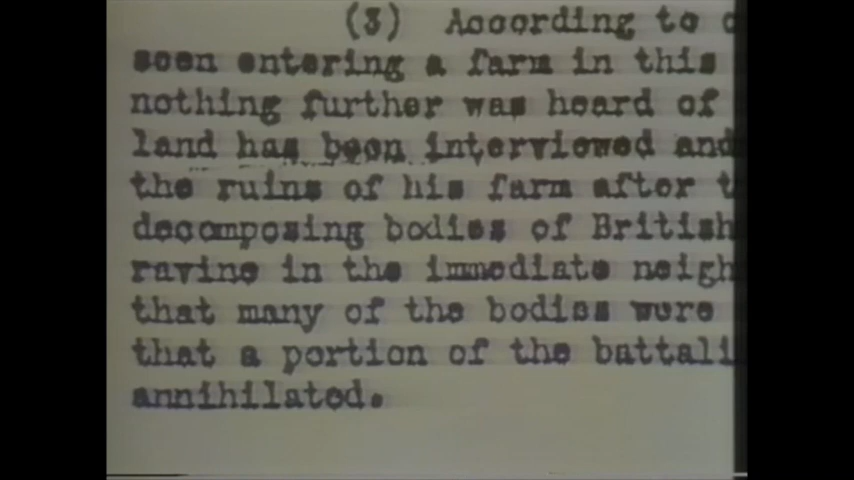 (3) According to
seen entering a farm in this
nothing further was heard of
land has been interviewed and
the ruins of his farm after
decomposing bodies of British
ravine in the immediate
that many of the bodies were
that a portion of the
annihilated.